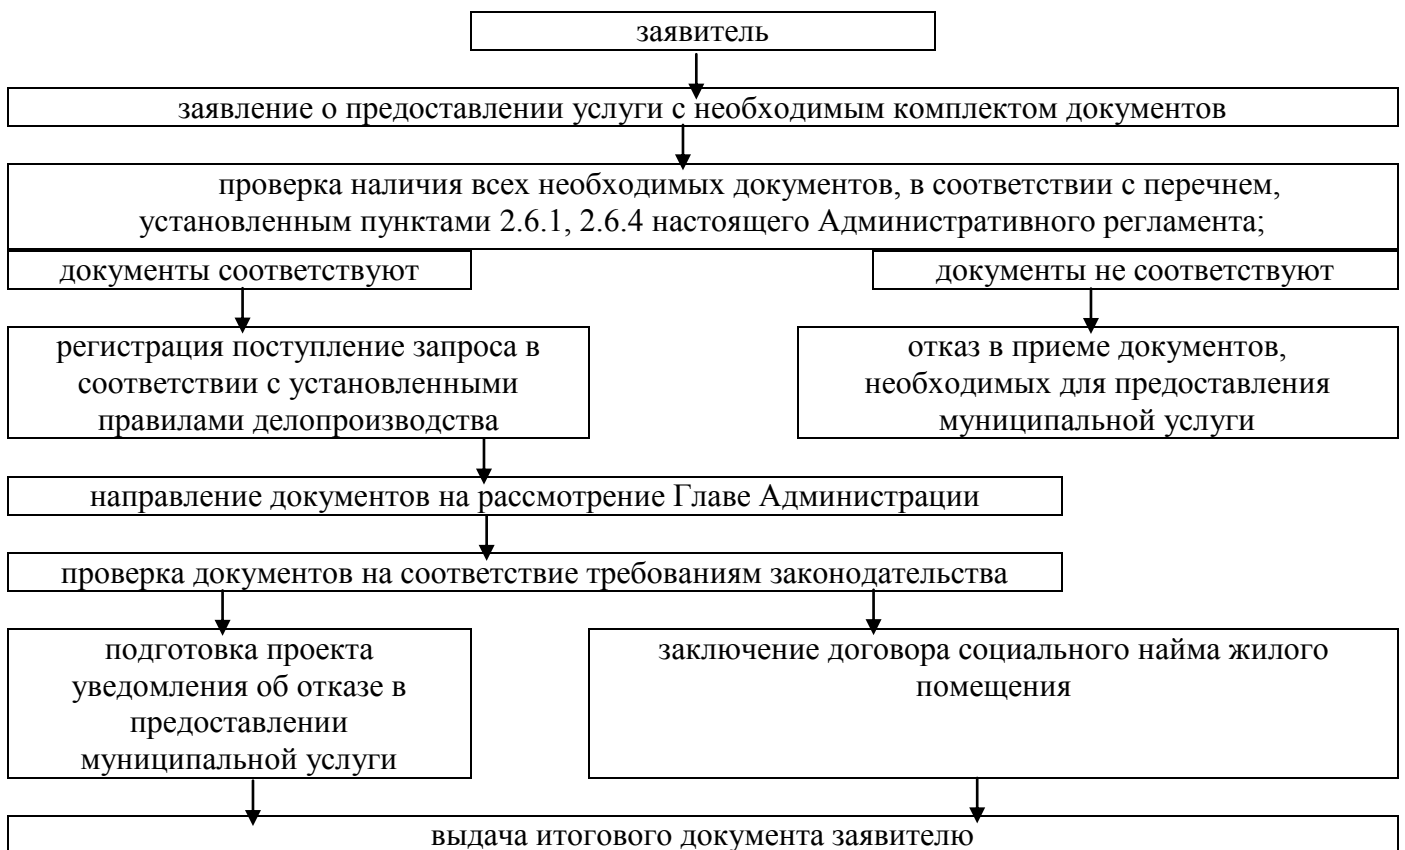 заявитель
заявление о предоставлении услуги с необходимым комплектом документов
проверка наличия всех необходимых документов, в соответствии с перечнем,
установленным пунктами 2.6.1, 2.6.4 настоящего Административного регламента;
документы соответствуют
документы не соответствуют
регистрация поступление запроса в
соответствии с установленными
правилами делопроизводства
отказ в приеме документов,
необходимых для предоставления
муниципальной услуги
направление документов на рассмотрение Главе Администрации
проверка документов на соответствие требованиям законодательства
подготовка проекта
уведомления об отказе в
предоставлении
муниципальной услуги
заключение договора социального найма жилого
помещения
выдача итогового документа заявителю